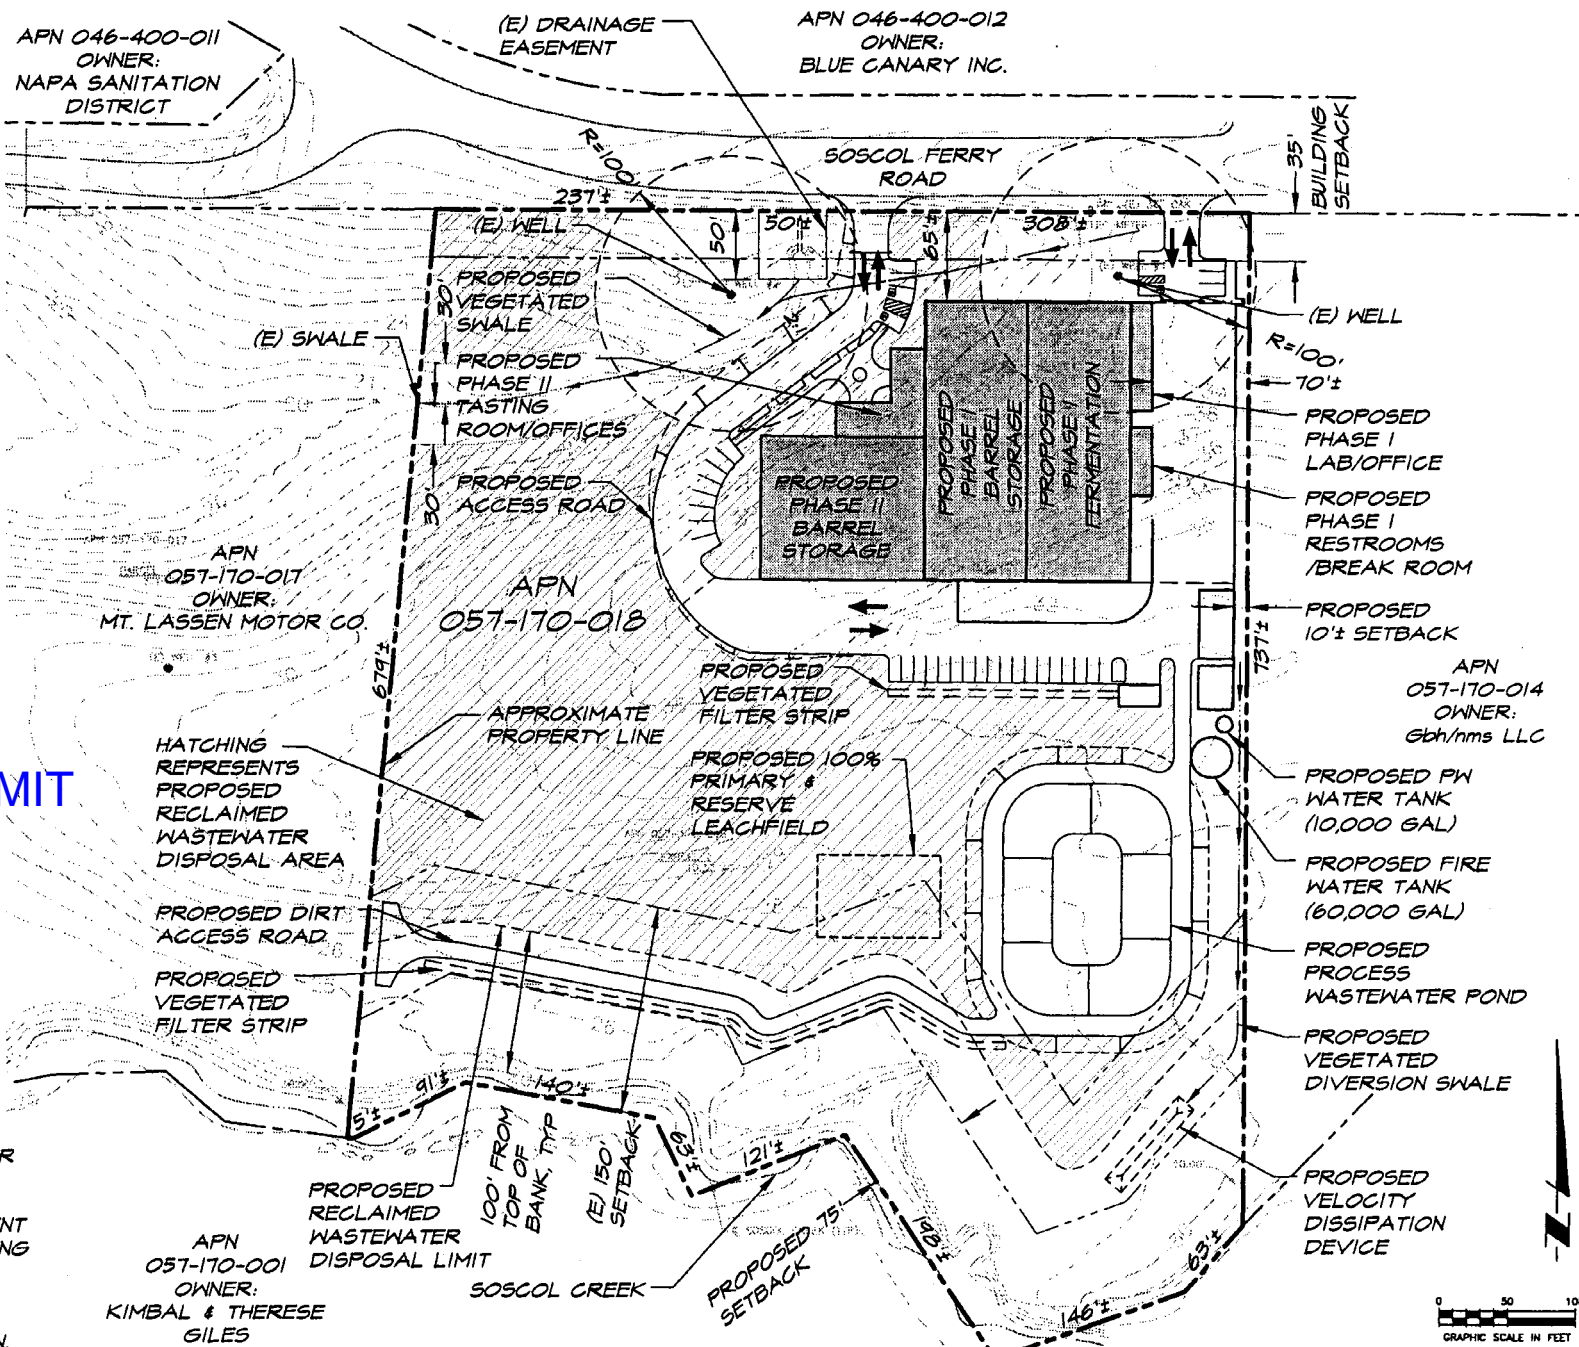 APN 046-400-011
OWNER:
NAPA SANITATION
DISTRICT
(E) DRAINAGE
EASEMENT
APN 046-400-012
OWNER:
BLUE CANARY INC.
SOSCOL FERRY
ROAD
35'
BUILDING
SETBACK
R=100'
237'±
50'
50'±
65'±
308'±
(E) WELL
PROPOSED
VEGETATED
SWALE
30'
(E) SWALE
PROPOSED
PHASE II
TASTING
ROOM/OFFICES
30'
PROPOSED
ACCESS ROAD
(E) WELL
R=100'
70'±
PROPOSED
PHASE I
LAB/OFFICE
PROPOSED
PHASE I
RESTROOMS
/BREAK ROOM
PROPOSED
10'± SETBACK
PROPOSED
PHASE I
BARREL
STORAGE
PROPOSED
PHASE I
FERMENTATION
PROPOSED
PHASE II
BARREL
STORAGE
APN
057-170-017
OWNER:
MT. LASSEN MOTOR CO.
APN
057-170-018
679'±
737'±
APN
057-170-014
OWNER:
Gbh/nms LLC
PROPOSED
VEGETATED
FILTER STRIP
APPROXIMATE
PROPERTY LINE
HATCHING
REPRESENTS
PROPOSED
RECLAIMED
WASTEWATER
DISPOSAL AREA
MIT
PROPOSED 100%
PRIMARY &
RESERVE
LEACHFIELD
PROPOSED PW
WATER TANK
(10,000 GAL)
PROPOSED FIRE
WATER TANK
(60,000 GAL)
PROPOSED
PROCESS
WASTEWATER POND
PROPOSED DIRT
ACCESS ROAD
PROPOSED
VEGETATED
FILTER STRIP
PROPOSED
VEGETATED
DIVERSION SWALE
PROPOSED
VELOCITY
DISSIPATION
DEVICE
5'±
91'±
140'±
93'±
121'±
198'±
146'±
63'±
100' FROM
TOP OF
BANK, TYP
(E) 150'
SETBACK
PROPOSED
RECLAIMED
WASTEWATER
DISPOSAL LIMIT
SOSCOL CREEK
PROPOSED 75'
SETBACK
APN
057-170-001
OWNER:
KIMBAL & THERESE
GILES
R
NT
NG
N.
N
0 50 10
GRAPHIC SCALE IN FEET